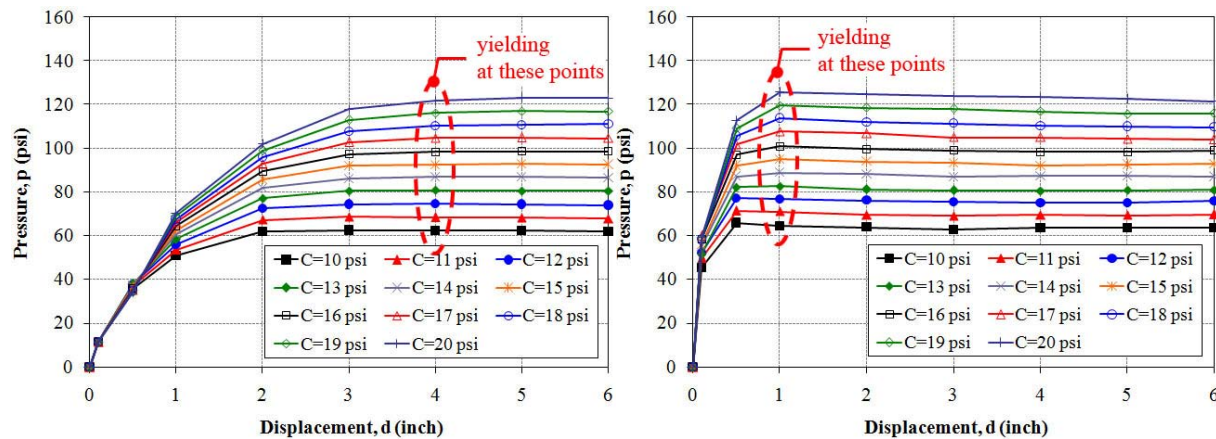 160
140
120
100
80
60
40
20
0
Pressure, p (psi)
yielding
at these points
C=10 psi C=11 psi C=12 psi
C=13 psi C=14 psi C=15 psi
C=16 psi C=17 psi C=18 psi
C=19 psi C=20 psi
0 1 2 3 4 5 6
Displacement, d (inch)
160
140
120
100
80
60
40
20
0
Pressure, p (psi)
yielding
at these points
C=10 psi C=11 psi C=12 psi
C=13 psi C=14 psi C=15 psi
C=16 psi C=17 psi C=18 psi
C=19 psi C=20 psi
0 1 2 3 4 5 6
Displacement, d (inch)